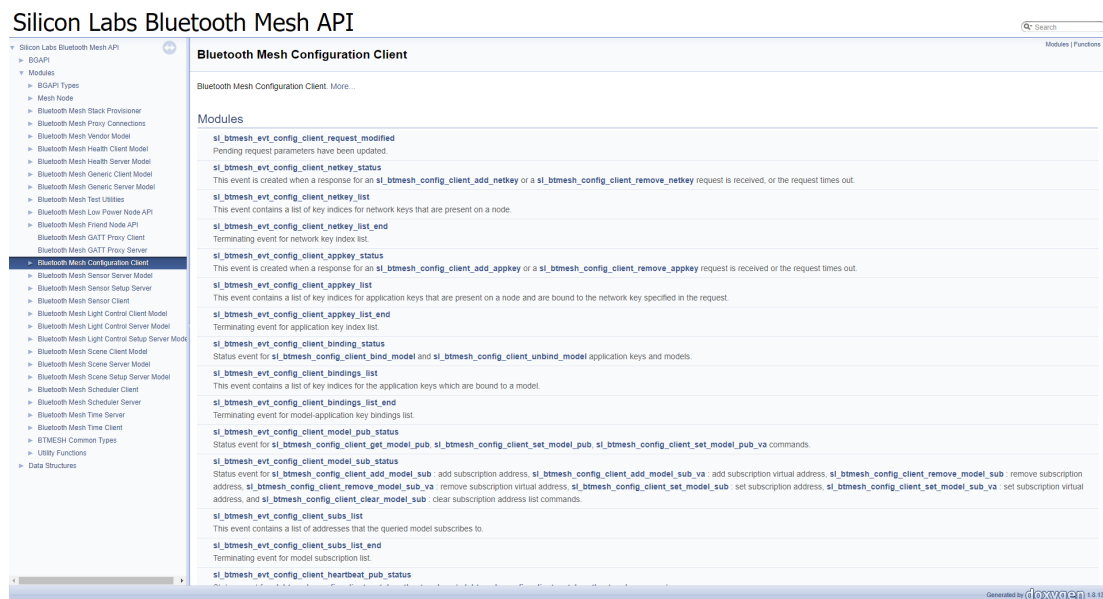 Silicon Labs Bluetooth Mesh API
Search
Silicon Labs Bluetooth Mesh API
BGAPI
Modules
BGAPI Types
Mesh Node
Bluetooth Mesh Stack Provisioner
Bluetooth Mesh Proxy Connections
Bluetooth Mesh Vendor Model
Bluetooth Mesh Health Client Model
Bluetooth Mesh Health Server Model
Bluetooth Mesh Generic Client Model
Bluetooth Mesh Generic Server Model
Bluetooth Mesh Test Utilities
Bluetooth Mesh Low Power Node API
Bluetooth Mesh Friend Node API
Bluetooth Mesh GATT Proxy Client
Bluetooth Mesh GATT Proxy Server
Bluetooth Mesh Configuration Client
Bluetooth Mesh Sensor Server Model
Bluetooth Mesh Sensor Setup Server
Bluetooth Mesh Sensor Client
Bluetooth Mesh Light Control Client Model
Bluetooth Mesh Light Control Server Model
Bluetooth Mesh Light Control Setup Server Mode
Bluetooth Mesh Scene Client Model
Bluetooth Mesh Scene Server Model
Bluetooth Mesh Scene Setup Server Model
Bluetooth Mesh Scheduler Client
Bluetooth Mesh Scheduler Server
Bluetooth Mesh Time Server
Bluetooth Mesh Time Client
BTMESH Common Types
Utility Functions
Data Structures
Modules | Functions
Bluetooth Mesh Configuration Client
Bluetooth Mesh Configuration Client. More...
Modules
sl_btmesh_evt_config_client_request_modified
Pending request parameters have been updated.
sl_btmesh_evt_config_client_netkey_status
This event is created when a response for an sl_btmesh_config_client_add_netkey or a sl_btmesh_config_client_remove_netkey request is received, or the request times out.
sl_btmesh_evt_config_client_netkey_list
This event contains a list of key indices for network keys that are present on a node.
sl_btmesh_evt_config_client_netkey_list_end
Terminating event for network key index list.
sl_btmesh_evt_config_client_appkey_status
This event is created when a response for an sl_btmesh_config_client_add_appkey or a sl_btmesh_config_client_remove_appkey request is received or the request times out.
sl_btmesh_evt_config_client_appkey_list
This event contains a list of key indices for application keys that are present on a node and are bound to the network key specified in the request.
sl_btmesh_evt_config_client_appkey_list_end
Terminating event for application key index list.
sl_btmesh_evt_config_client_binding_status
Status event for sl_btmesh_config_client_bind_model and sl_btmesh_config_client_unbind_model application keys and models.
sl_btmesh_evt_config_client_bindings_list
This event contains a list of key indices for the application keys which are bound to a model.
sl_btmesh_evt_config_client_bindings_list_end
Terminating event for model-application key bindings list.
sl_btmesh_evt_config_client_model_pub_status
Status event for sl_btmesh_config_client_get_model_pub, sl_btmesh_config_client_set_model_pub, sl_btmesh_config_client_set_model_pub_va commands.
sl_btmesh_evt_config_client_model_sub_status
Status event for sl_btmesh_config_client_add_model_sub : add subscription address, sl_btmesh_config_client_add_model_sub_va : add subscription virtual address, sl_btmesh_config_client_remove_model_sub : remove subscription
address, sl_btmesh_config_client_remove_model_sub_va : remove subscription virtual address, sl_btmesh_config_client_set_model_sub : set subscription address, sl_btmesh_config_client_set_model_sub_va : set subscription virtual
address, and sl_btmesh_config_client_clear_model_sub : clear subscription address list commands.
sl_btmesh_evt_config_client_subs_list
This event contains a list of addresses that the queried model subscribes to.
sl_btmesh_evt_config_client_subs_list_end
Terminating event for model subscription list.
sl_btmesh_evt_config_client_heartbeat_pub_status
Generated by doxygen 1.8.13